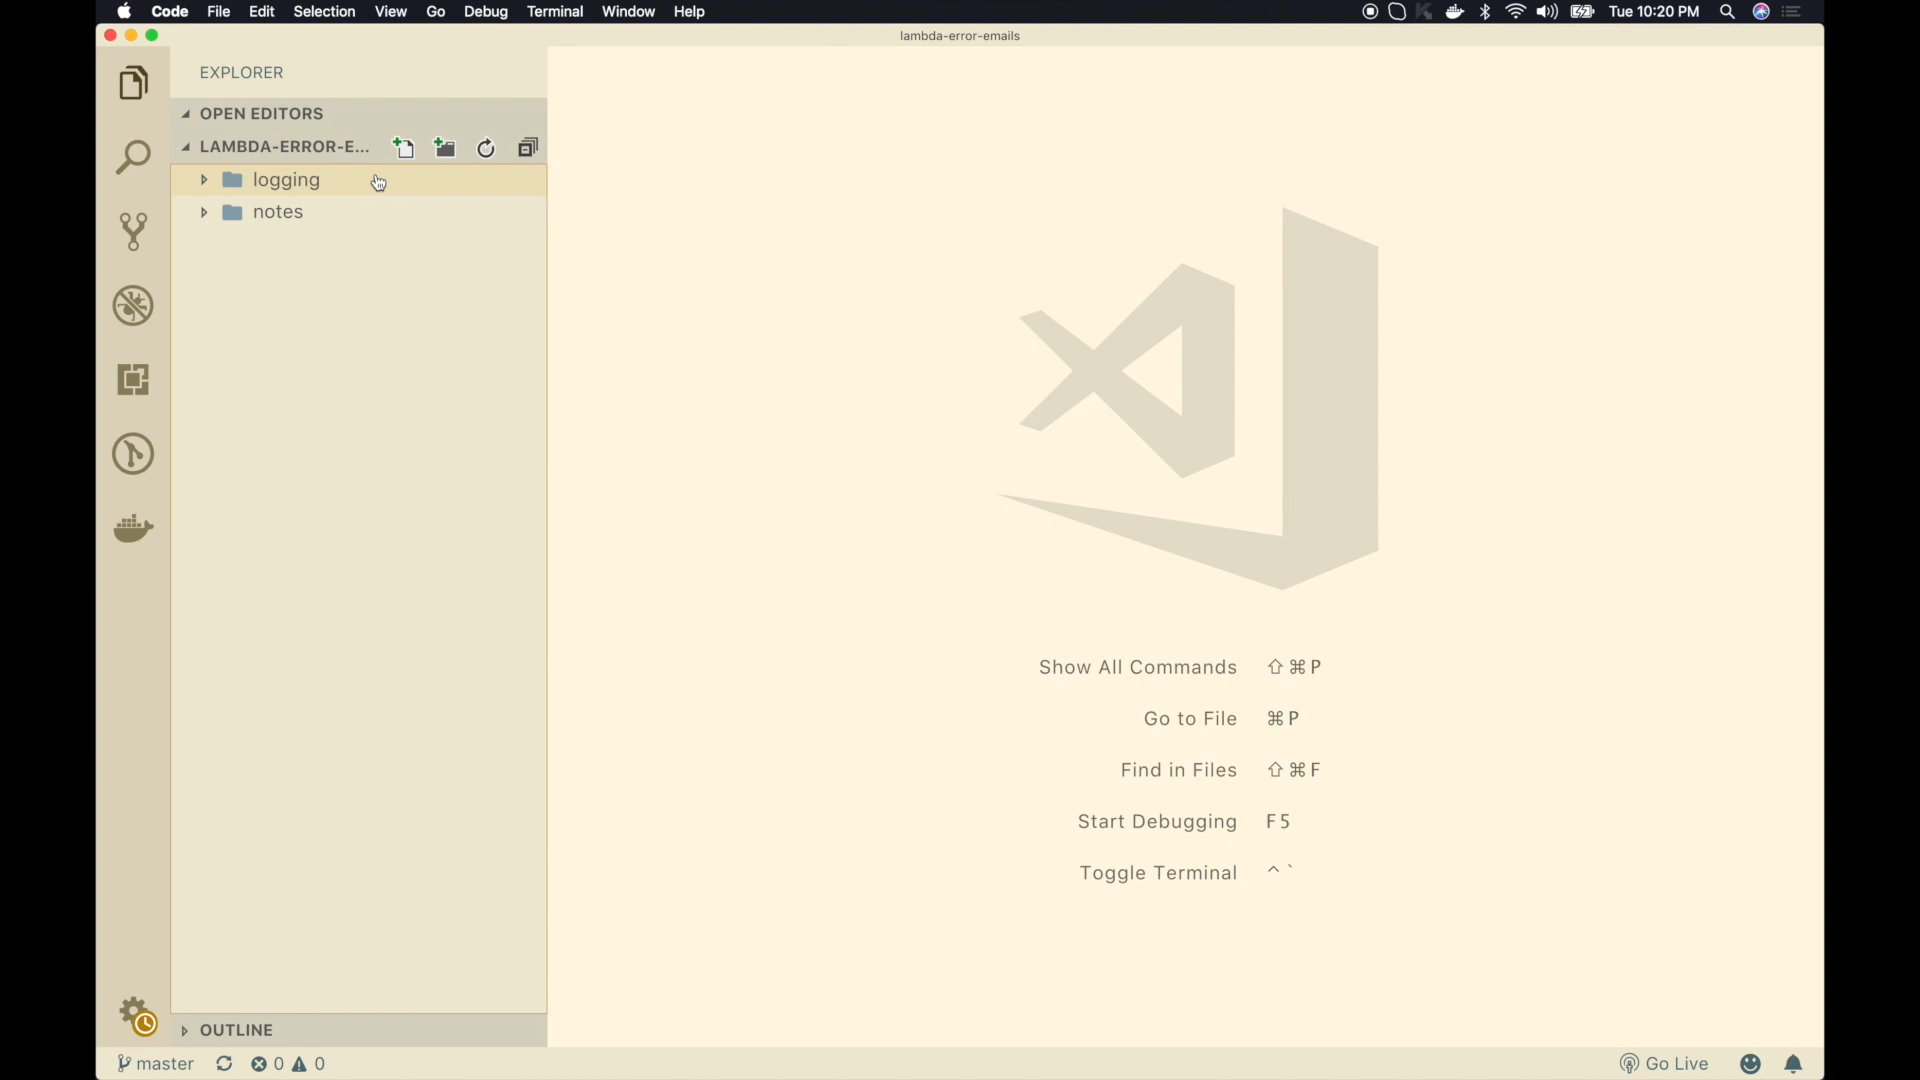 Code File Edit Selection View Go Debug Terminal Window Help Tue 10:20 PM
lambda-error-emails
EXPLORER
OPEN EDITORS
LAMBDA-ERROR-E...
logging
notes
Show All Commands ⇧⌘P
Go to File ⌘P
Find in Files ⇧⌘F
Start Debugging F5
Toggle Terminal ^`
OUTLINE
master 0 0 Go Live